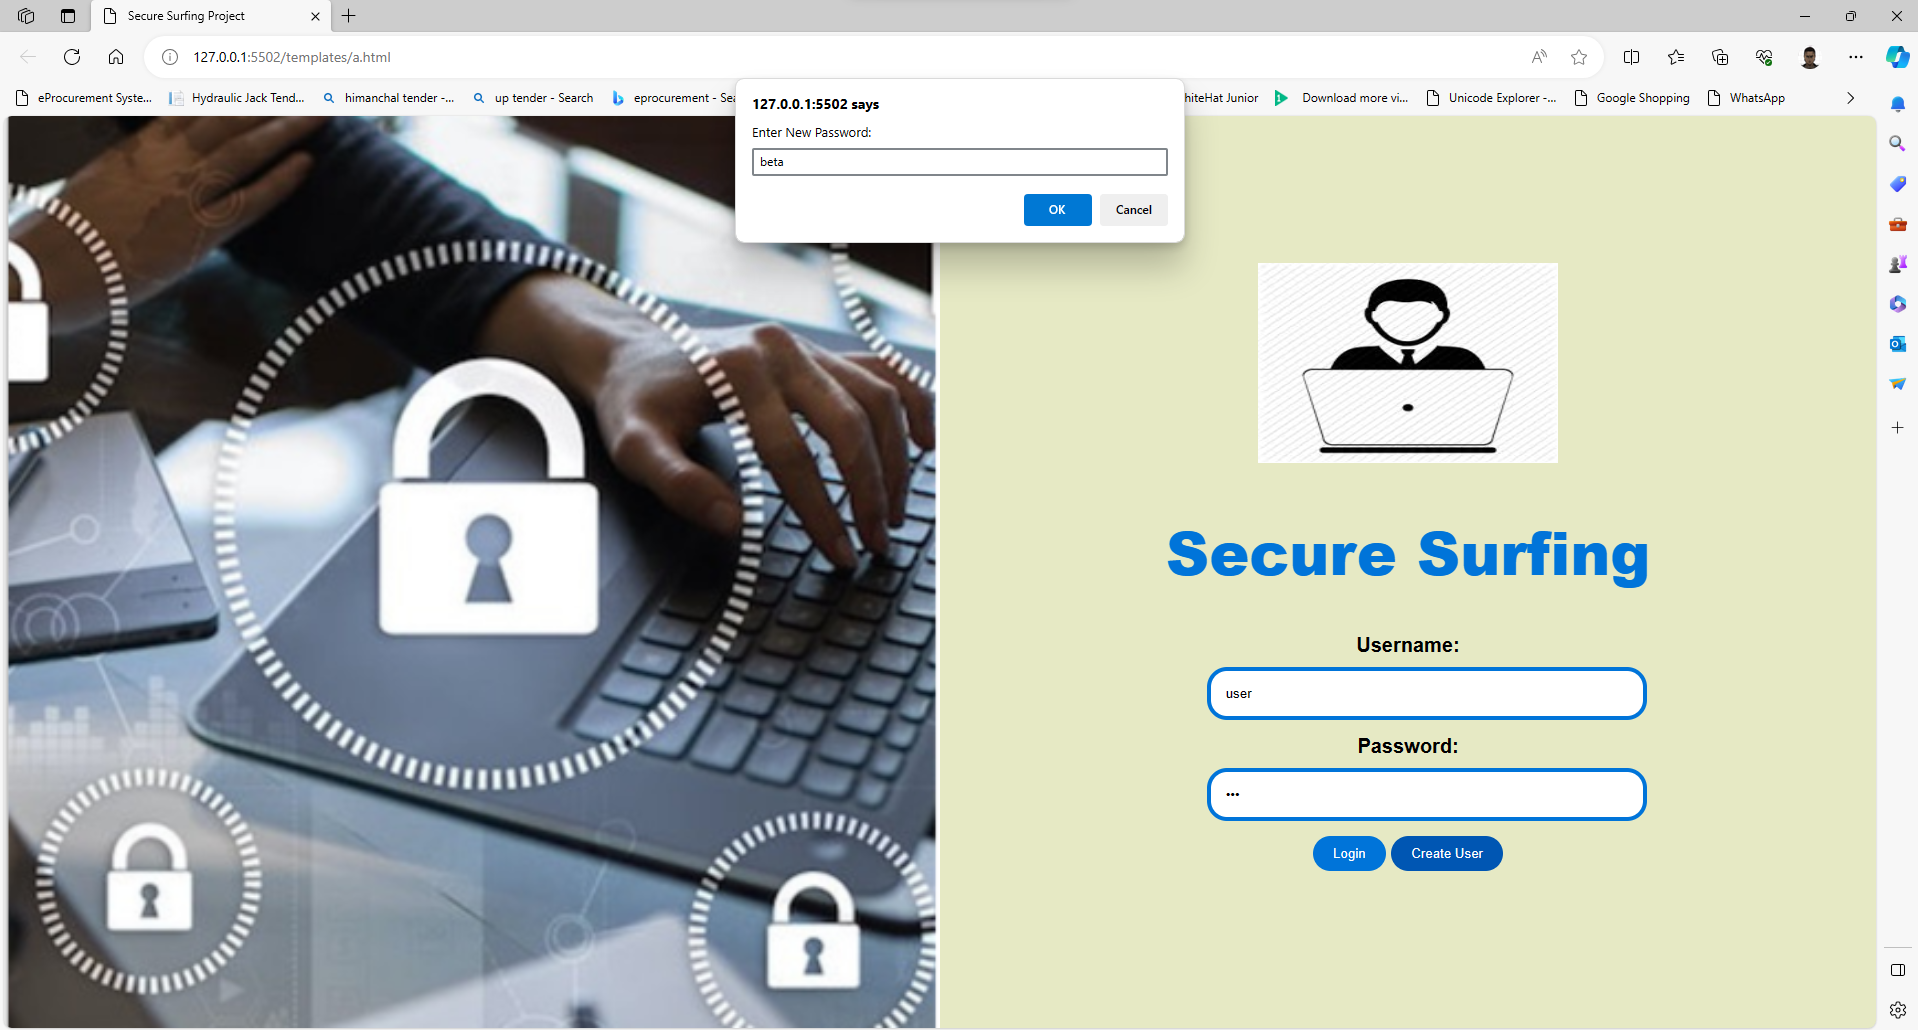 Secure Surfing Project
127.0.0.1:5502/templates/a.html
eProcurement Syste... Hydraulic Jack Tend... himanchal tender -... up tender - Search eprocurement - Sea hiteHat Junior Download more vi... Unicode Explorer -... Google Shopping WhatsApp
127.0.0.1:5502 says
Enter New Password:
beta
OK Cancel
Secure Surfing
Username:
user
Password:
•••
Login Create User